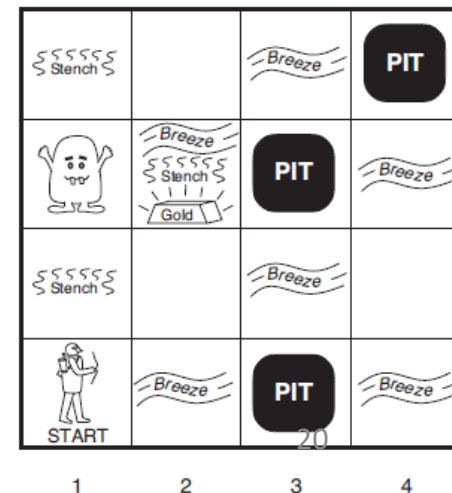 Stench
Breeze
PIT
Breeze
Stench
Gold
PIT
Breeze
Stench
Breeze
START
Breeze
PIT
20
Breeze
1 2 3 4